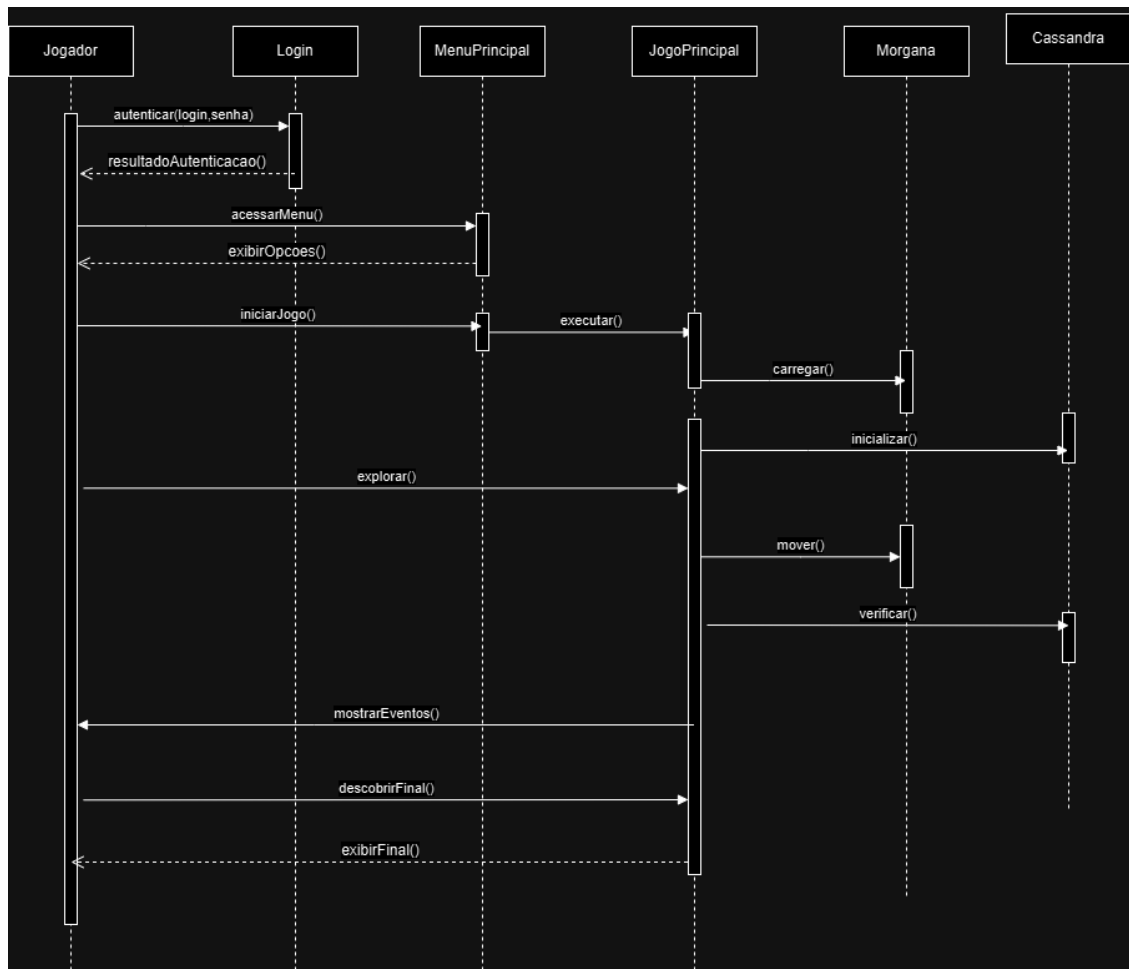 Jogador
Login
MenuPrincipal
JogoPrincipal
Morgana
Cassandra
autenticar(login,senha)
resultadoAutenticacao()
acessarMenu()
exibirOpcoes()
iniciarJogo()
executar()
carregar()
inicializar()
explorar()
mover()
verificar()
mostrarEventos()
descobrirFinal()
exibirFinal()